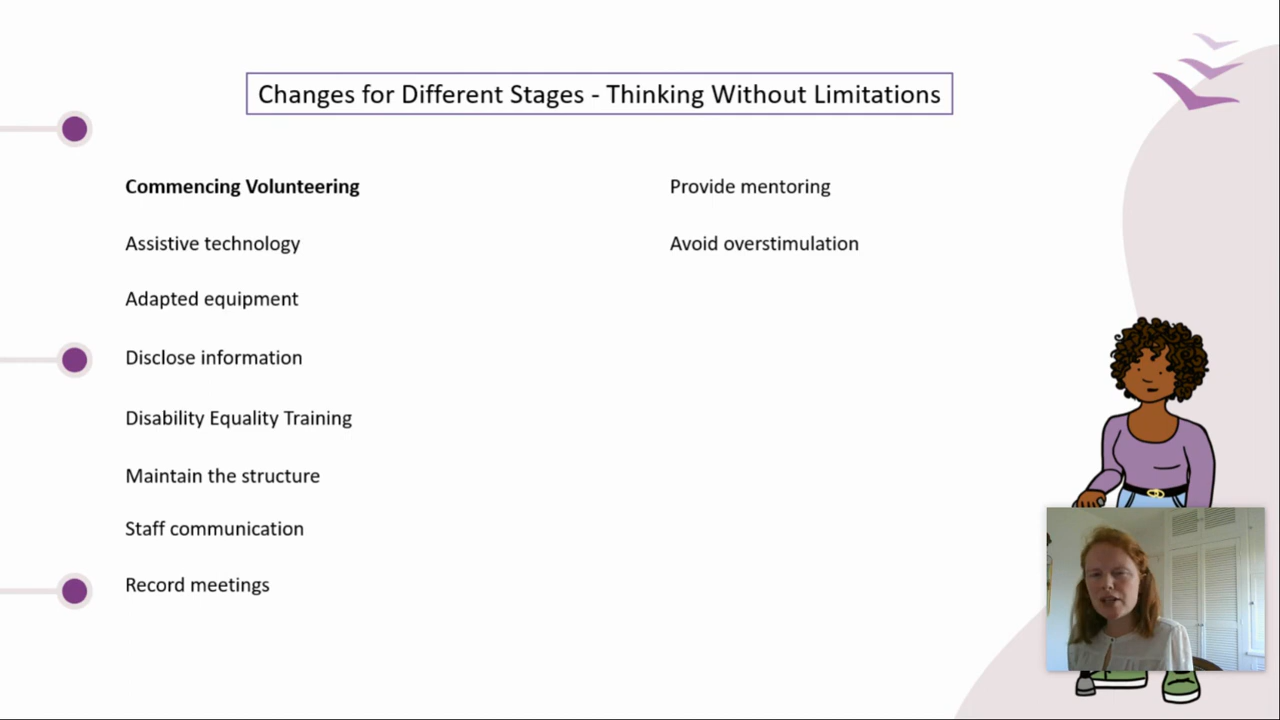 Changes for Different Stages - Thinking Without Limitations
Commencing Volunteering
Assistive technology
Adapted equipment
Disclose information
Disability Equality Training
Maintain the structure
Staff communication
Record meetings
Provide mentoring
Avoid overstimulation